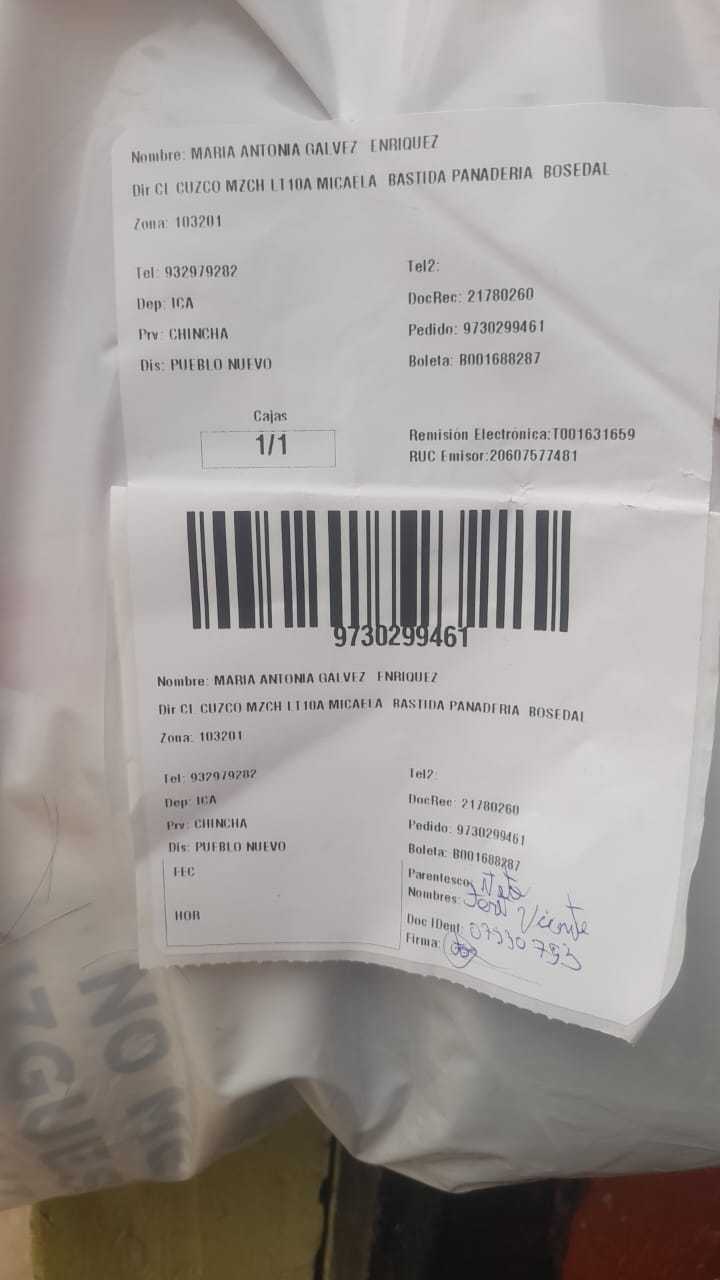 Nombre: MARIA ANTONIA GALVEZ ENRIQUEZ
Dir CL CUZCO MZCH LT10A MICAELA BASTIDA PANADERIA BOSEDAL
Zona: 103201
Tel: 932979282 Tel2:
Dep: ICA DocRec: 21780260
Prv: CHINCHA Pedido: 9730299461
Dis: PUEBLO NUEVO Boleta: B001688287
Cajas
1/1
Remisión Electrónica:T001631659
RUC Emisor:20607577481
9730299461
Nombre: MARIA ANTONIA GALVEZ ENRIQUEZ
Dir CL CUZCO MZCH LT10A MICAELA BASTIDA PANADERIA BOSEDAL
Zona: 103201
Tel: 932979282 Tel2:
Dep: ICA DocRec: 21780260
Prv: CHINCHA Pedido: 9730299461
Dis: PUEBLO NUEVO Boleta: B001688287
FEC Parentesco:
Nombres: Vicente
HOR Doc IDent: 07930793
Firma:
NO